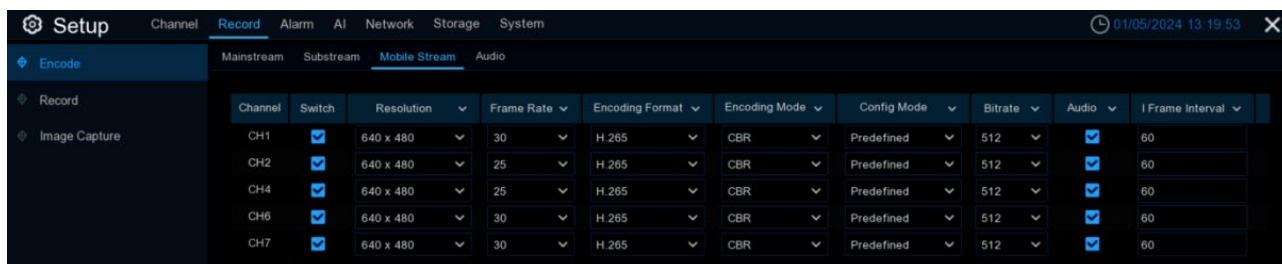 Setup Channel Record Alarm AI Network Storage System 01/05/2024 13:19:53
Encode
Record
Image Capture
Mainstream Substream Mobile Stream Audio
Channel Switch Resolution Frame Rate Encoding Format Encoding Mode Config Mode Bitrate Audio I Frame Interval
CH1 640 x 480 30 H.265 CBR Predefined 512 60
CH2 640 x 480 25 H.265 CBR Predefined 512 60
CH4 640 x 480 25 H.265 CBR Predefined 512 60
CH6 640 x 480 30 H.265 CBR Predefined 512 60
CH7 640 x 480 30 H.265 CBR Predefined 512 60